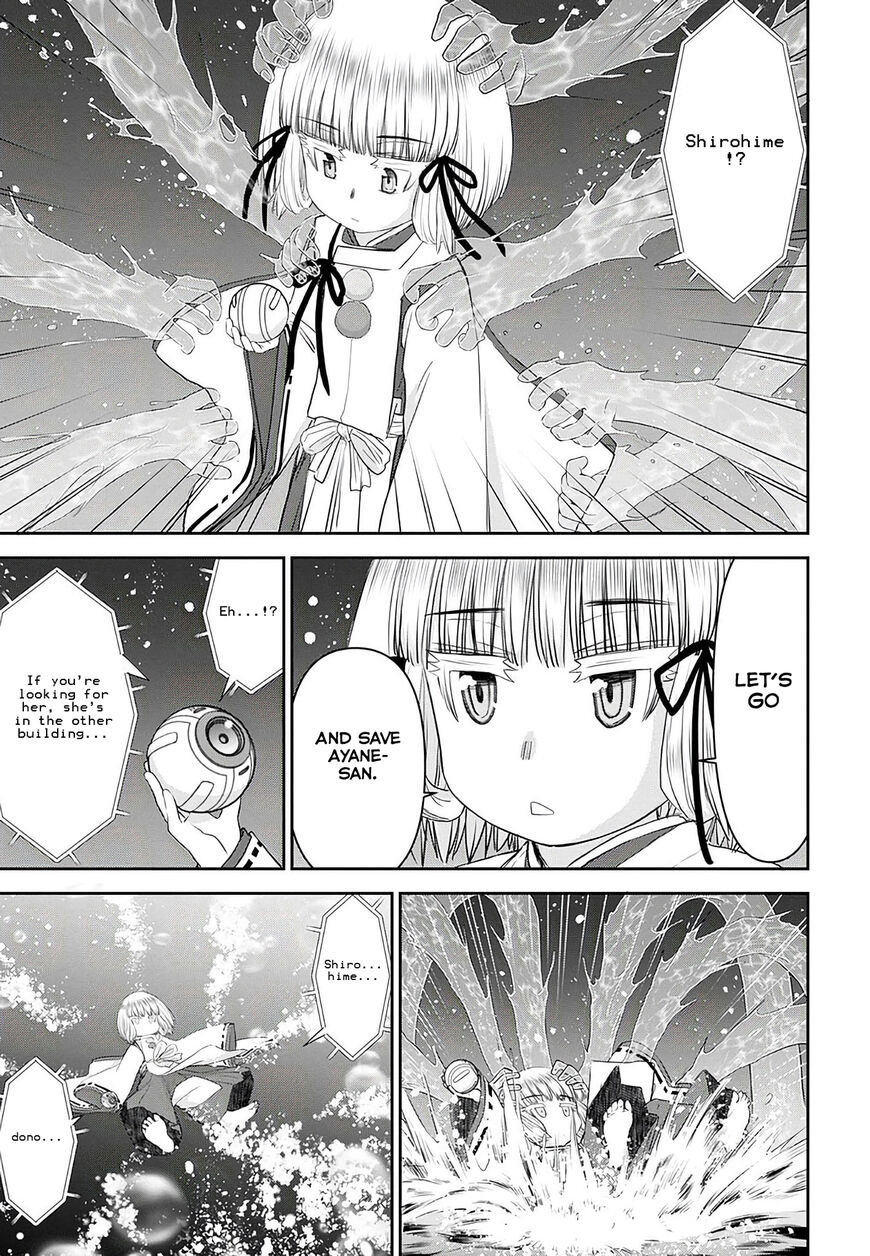 Shirohime
!?
LET'S
GO
AND SAVE
AYANE-
SAN.
Eh...!?
If you're
looking for
her, she's
in the other
building...
Shiro...
hime...
dono...